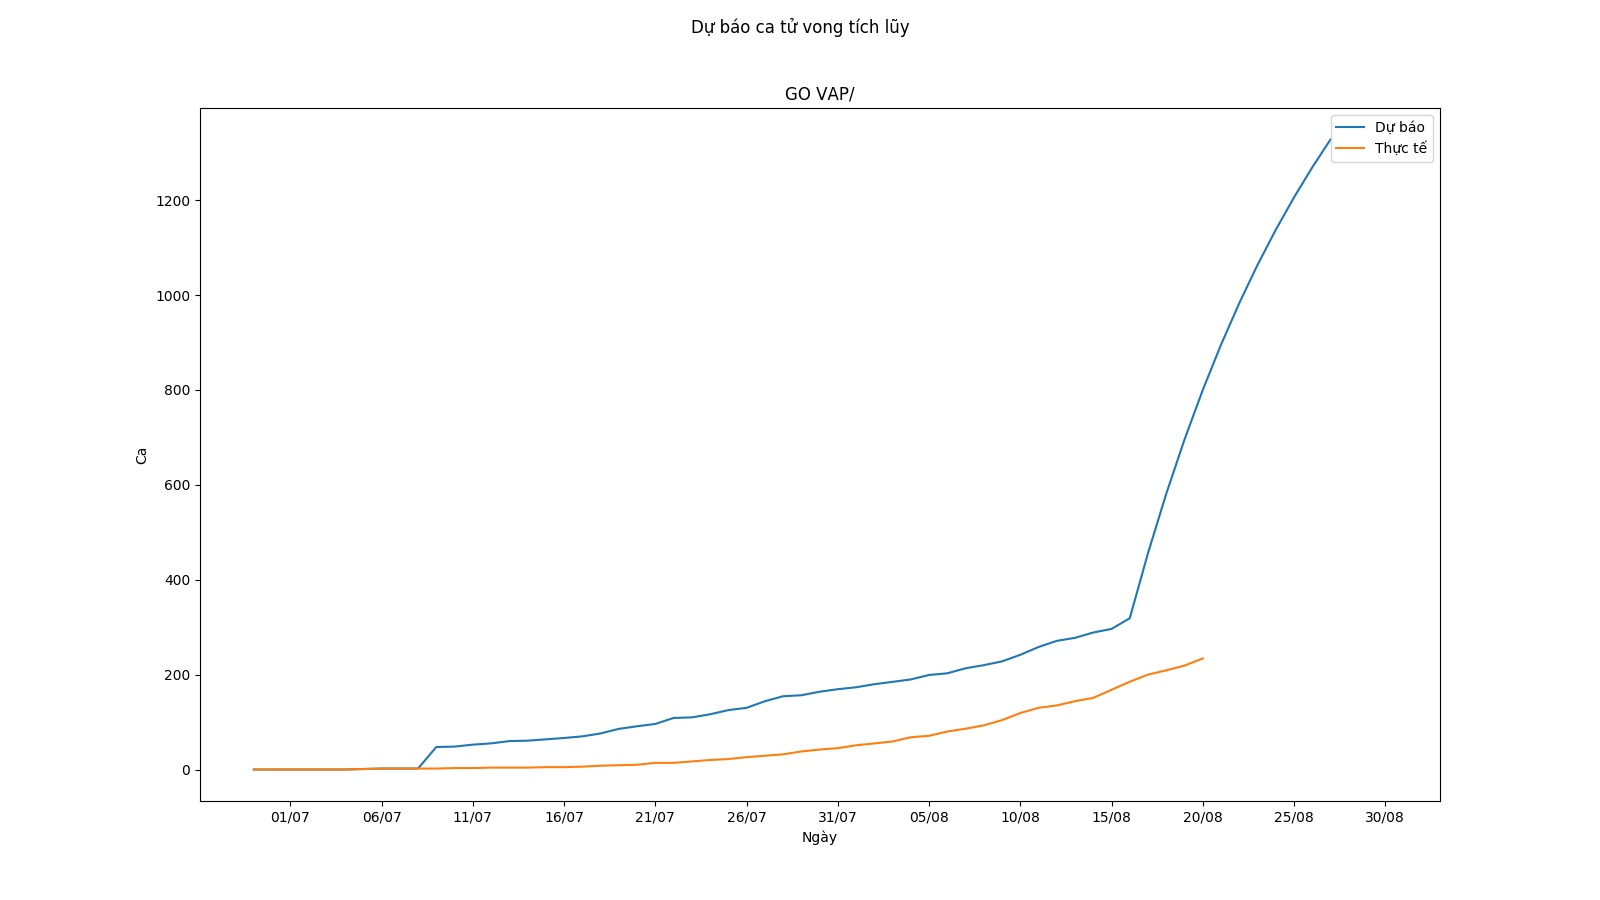 Dự báo ca tử vong tích lũy
GO VAP/
Dự báo
Thực tế
1200
1000
800
600
400
200
0
Ca
01/07 06/07 11/07 16/07 21/07 26/07 31/07 05/08 10/08 15/08 20/08 25/08 30/08
Ngày